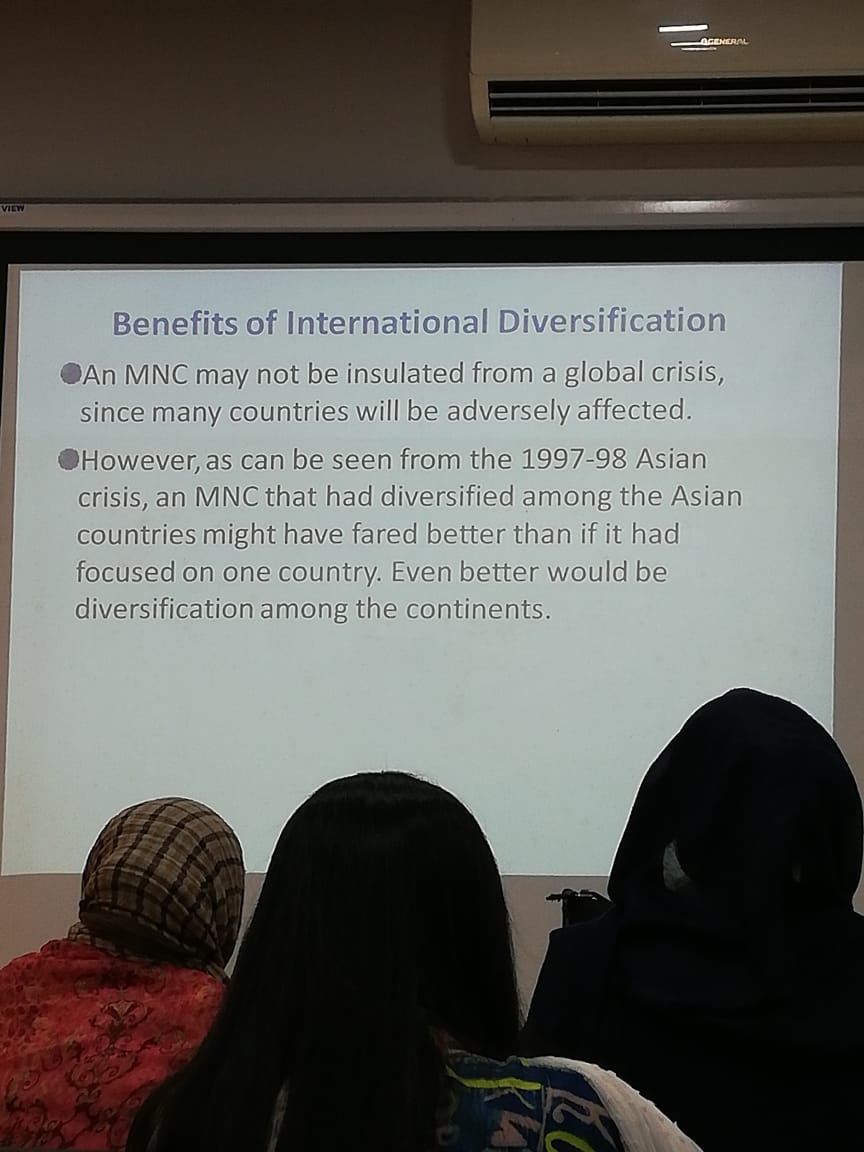 GENERAL
VIEW
Benefits of International Diversification
An MNC may not be insulated from a global crisis,
since many countries will be adversely affected.
However, as can be seen from the 1997-98 Asian
crisis, an MNC that had diversified among the Asian
countries might have fared better than if it had
focused on one country. Even better would be
diversification among the continents.